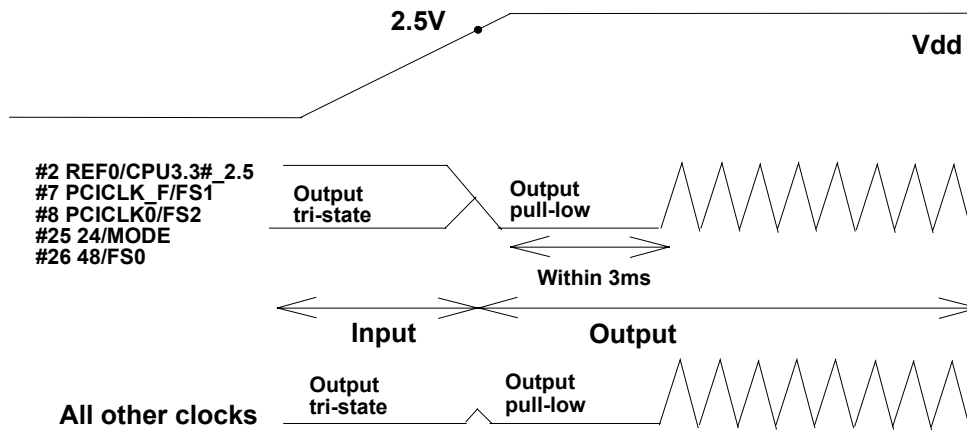 2.5V
Vdd
#2 REF0/CPU3.3#_2.5
#7 PCICLK_F/FS1
#8 PCICLK0/FS2
#25 24/MODE
#26 48/FS0
Output
tri-state
Output
pull-low
Within 3ms
Input
Output
All other clocks
Output
tri-state
Output
pull-low